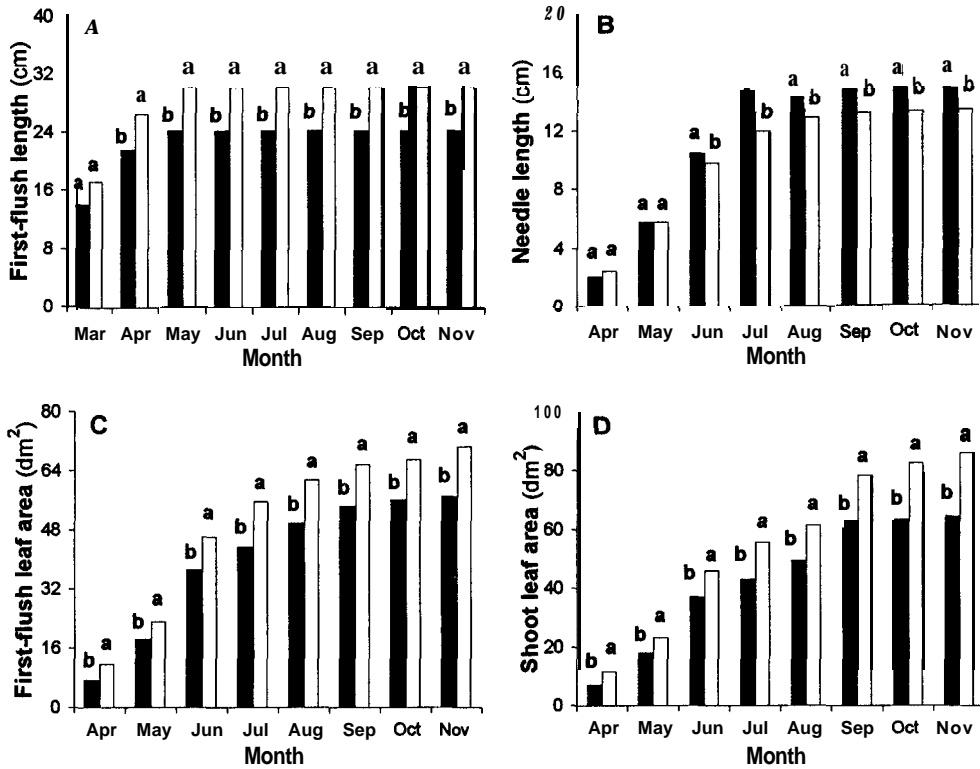 A
First-flush length (cm)
40
32
24
16
8
0
a a
b a
b a
b a
b a
b a
b a
b a
b a
Mar Apr May Jun Jul Aug Sep Oct Nov
Month
B
Needle length (cm)
20
16
12
8
4
0
a a
a a
a b
b
a b
a b
a b
a b
Apr May Jun Jul Aug Sep Oct Nov
Month
C
First-flush leaf area (dm²)
80
64
48
32
16
0
b a
b a
b a
b a
b a
b a
b a
b a
Apr May Jun Jul Aug Sep Oct Nov
Month
D
Shoot leaf area (dm²)
100
80
60
40
20
0
b a
b a
b a
b a
b a
b a
b a
b a
Apr May Jun Jul Aug Sep Oct Nov
Month